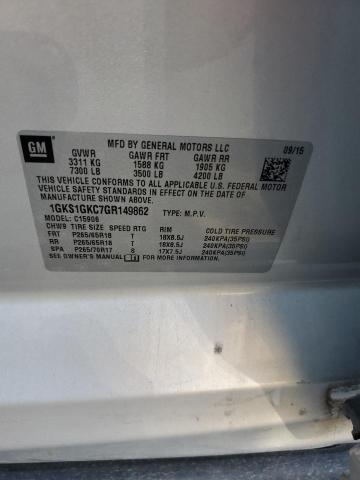 GM
MFD BY GENERAL MOTORS LLC
09/15
GVWR GAWR FRT GAWR RR
3311 KG 1588 KG 1905 KG
7300 LB 3500 LB 4200 LB
THIS VEHICLE CONFORMS TO ALL APPLICABLE U.S. FEDERAL MOTOR
VEHICLE SAFETY STANDARDS IN EFFECT ON THE DATE OF
MANUFACTURE SHOWN ABOVE.
1GKS1GKC7GR149862 TYPE: M.P.V.
MODEL: C15906
CHW9 TIRE SIZE SPEED RTG RIM COLD TIRE PRESSURE
FRT P265/65R18 T 18X8.5J 240KPA(35PSI)
RR P265/65R18 T 18X8.5J 240KPA(35PSI)
SPA P265/70R17 S 17X7.5J 240KPA(35PSI)
SEE OWNER'S MANUAL FOR MORE INFORMATION.